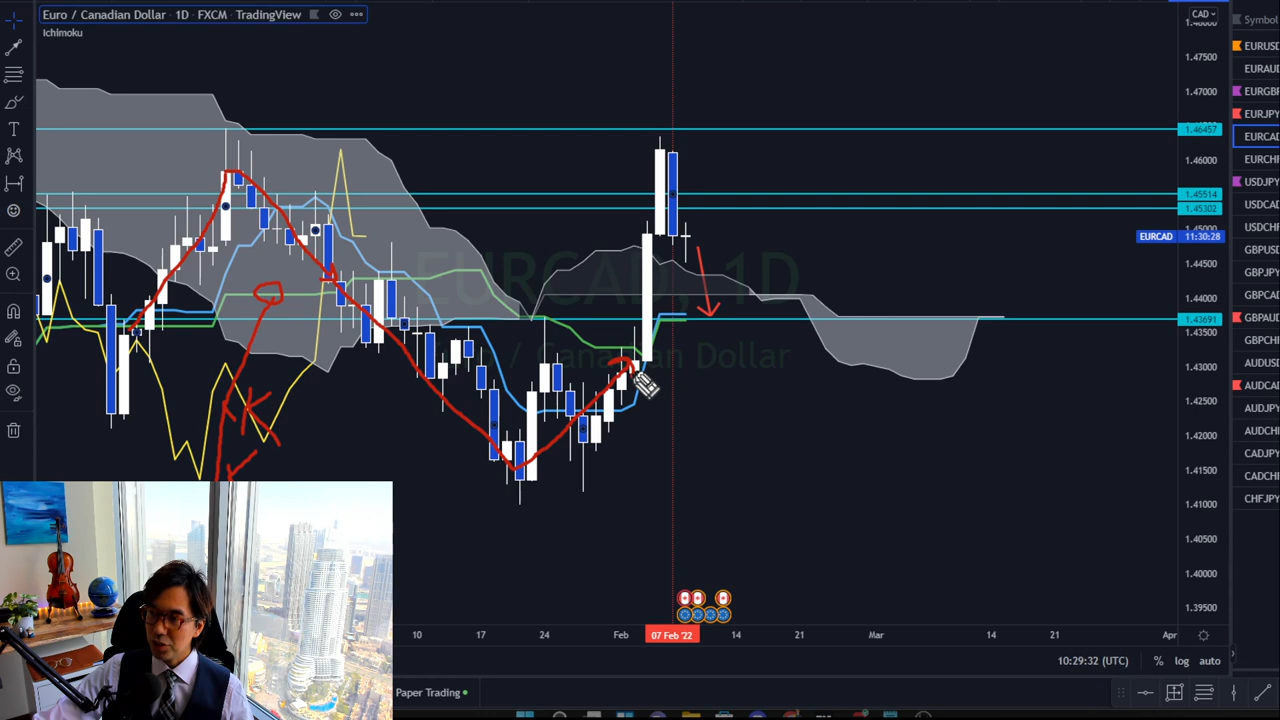 Euro / Canadian Dollar · 1D · FXCM · TradingView
Ichimoku
CAD
Symbol
1.48000
1.47500
1.47000
1.46457
1.46000
1.45514
1.45302
EURCAD 11:30:28
1.44500
1.44000
1.43691
1.43500
1.43000
1.42500
1.42000
1.41500
1.41000
1.40500
1.40000
1.39500
EURCAD, 1D
Euro / Canadian Dollar
KK
EURUSD
EURAUD
EURGBP
EURJPY
EURCAD
EURCHF
USDJPY
USDCAD
USDCHF
GBPUSD
GBPJPY
GBPCAD
GBPAUD
GBPCHF
AUDUSD
AUDCAD
AUDJPY
AUDCHF
CADJPY
CADCHF
CHFJPY
10 17 24 Feb 07 Feb '22 14 21 Mar 14 21 Apr
10:29:32 (UTC) % log auto
Paper Trading